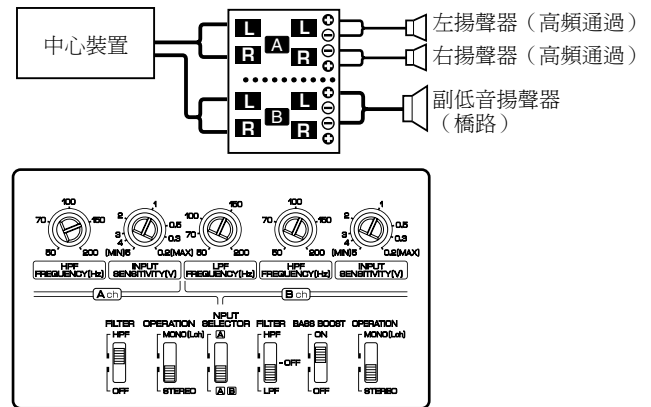 中心裝置
L L ⊕
R A R ⊖
⊖
⊕
L L ⊕
R B R ⊖
⊖
⊕
左揚聲器（高頻通過）
右揚聲器（高頻通過）
副低音揚聲器
（橋路）
50 70 100 150 200
HPF
FREQUENCY(Hz)
(MIN)5 4 3 2 1 0.5 0.3 0.2(MAX)
INPUT
SENSITIVITY(V)
50 70 100 150 200
LPF
FREQUENCY(Hz)
50 70 100 150 200
HPF
FREQUENCY(Hz)
(MIN)5 4 3 2 1 0.5 0.3 0.2(MAX)
INPUT
SENSITIVITY(V)
A ch
B ch
FILTER
HPF
OFF
OPERATION
MONO(Lch)
STEREO
INPUT
SELECTOR
A
A B
FILTER
HPF
OFF
LPF
BASS BOOST
ON
OFF
OPERATION
MONO(Lch)
STEREO